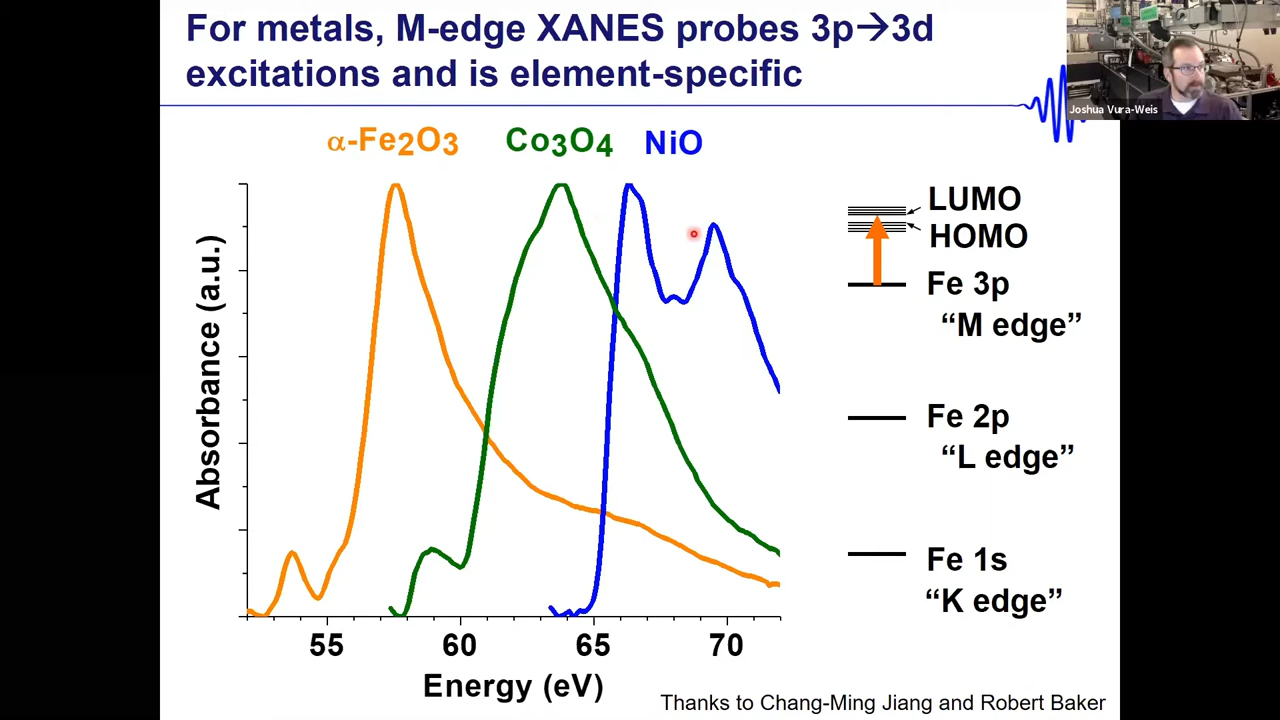 For metals, M-edge XANES probes 3p→3d
excitations and is element-specific
Joshua Vura-Weis
α-Fe2O3
Co3O4
NiO
Absorbance (a.u.)
55
60
65
70
Energy (eV)
LUMO
HOMO
Fe 3p
“M edge”
Fe 2p
“L edge”
Fe 1s
“K edge”
Thanks to Chang-Ming Jiang and Robert Baker